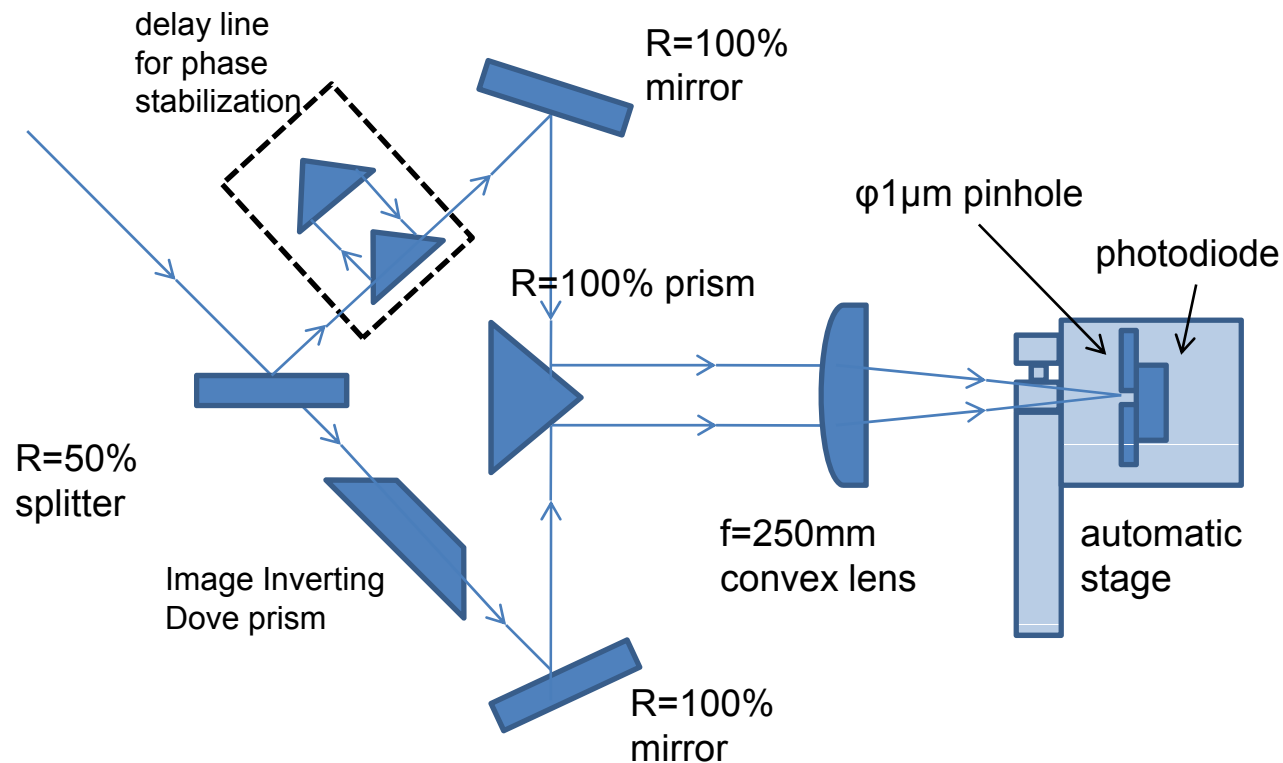 delay line
for phase
stabilization
R=100%
mirror
φ1μm pinhole
photodiode
R=100% prism
R=50%
splitter
Image Inverting
Dove prism
f=250mm
convex lens
automatic
stage
R=100%
mirror